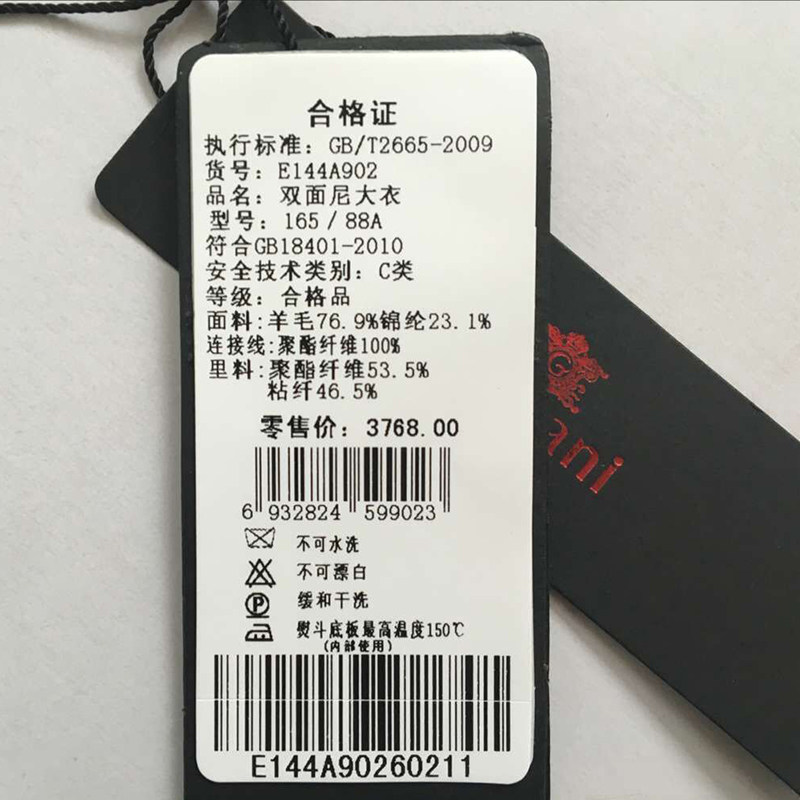 合格证
执行标准：GB/T2665-2009
货号：E144A902
品名：双面尼大衣
型号：165/88A
符合GB18401-2010
安全技术类别：C类
等级：合格品
面料:羊毛76.9%锦纶23.1%
连接线:聚酯纤维100%
里料:聚酯纤维53.5%
粘纤46.5%
零售价：3768.00
6 932824 599023
不可水洗
不可漂白
P 缓和干洗
熨斗底板最高温度150℃
(内部使用)
E144A90260211